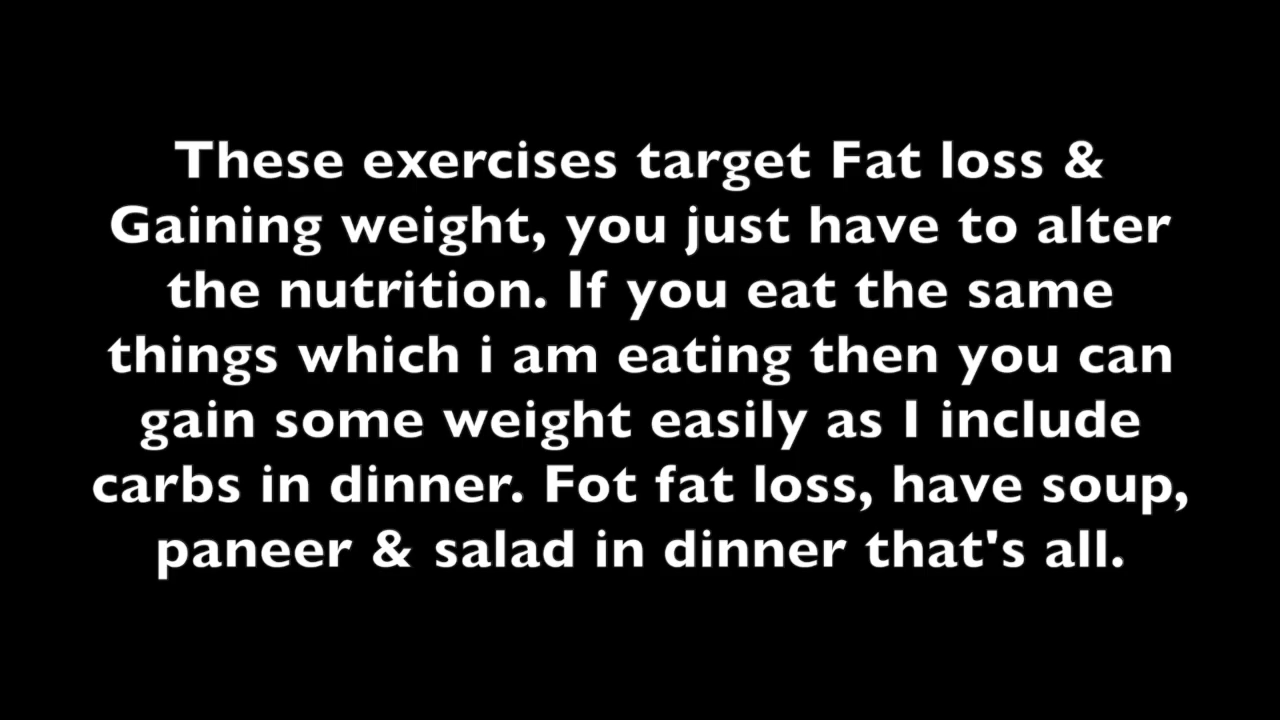 These exercises target Fat loss &
Gaining weight, you just have to alter
the nutrition. If you eat the same
things which i am eating then you can
gain some weight easily as I include
carbs in dinner. Fot fat loss, have soup,
paneer & salad in dinner that's all.